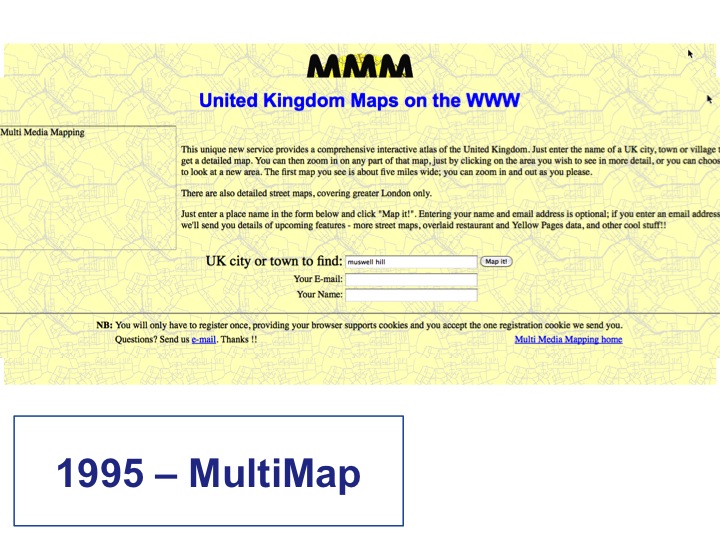 MMM
United Kingdom Maps on the WWW
Multi Media Mapping
This unique new service provides a comprehensive interactive atlas of the United Kingdom. Just enter the name of a UK city, town or village t
get a detailed map. You can then zoom in on any part of that map, just by clicking on the area you wish to see in more detail, or you can choos
to look at a new area. The first map you see is about five miles wide; you can zoom in and out as you please.
There are also detailed street maps, covering greater London only.
Just enter a place name in the form below and click "Map it!". Entering your name and email address is optional; if you enter an email address
we'll send you details of upcoming features - more street maps, overlaid restaurant and Yellow Pages data, and other cool stuff!!
UK city or town to find: muswell hill Map it!
Your E-mail:
Your Name:
NB: You will only have to register once, providing your browser supports cookies and you accept the one registration cookie we send you.
Questions? Send us e-mail. Thanks !! Multi Media Mapping home
1995 – MultiMap